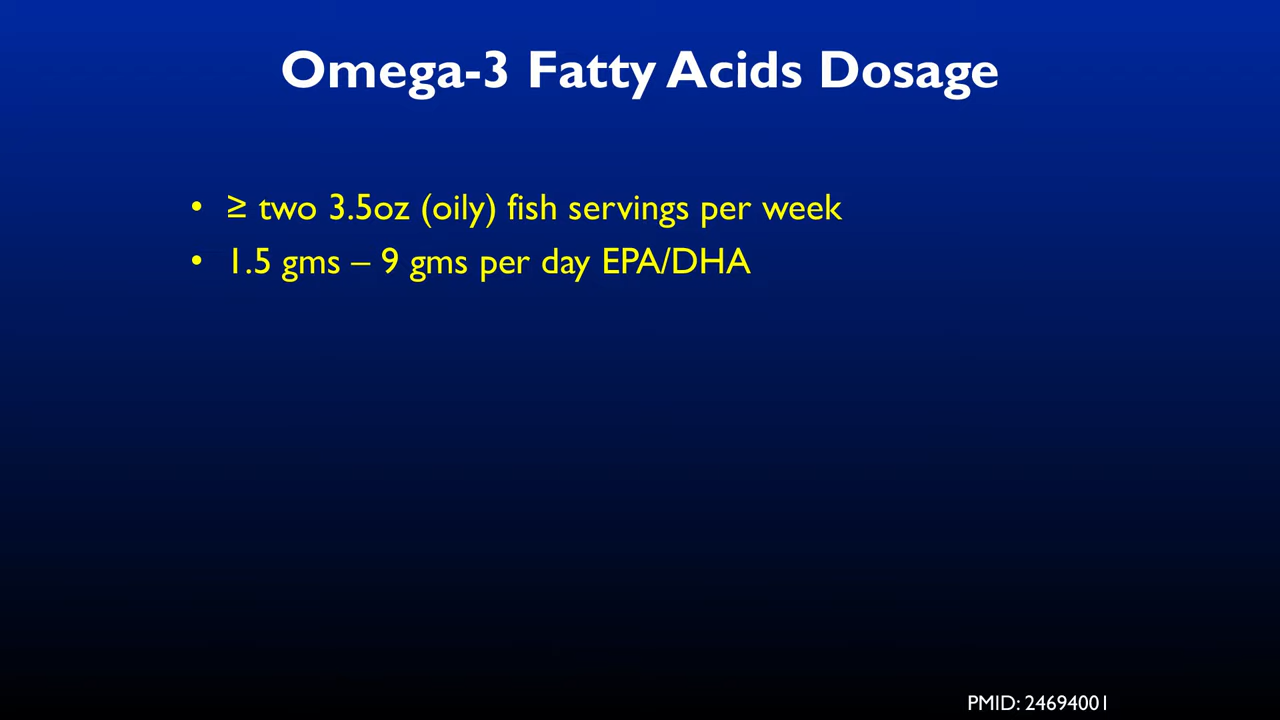 Omega-3 Fatty Acids Dosage
• ≥ two 3.5oz (oily) fish servings per week
• 1.5 gms – 9 gms per day EPA/DHA
PMID: 24694001